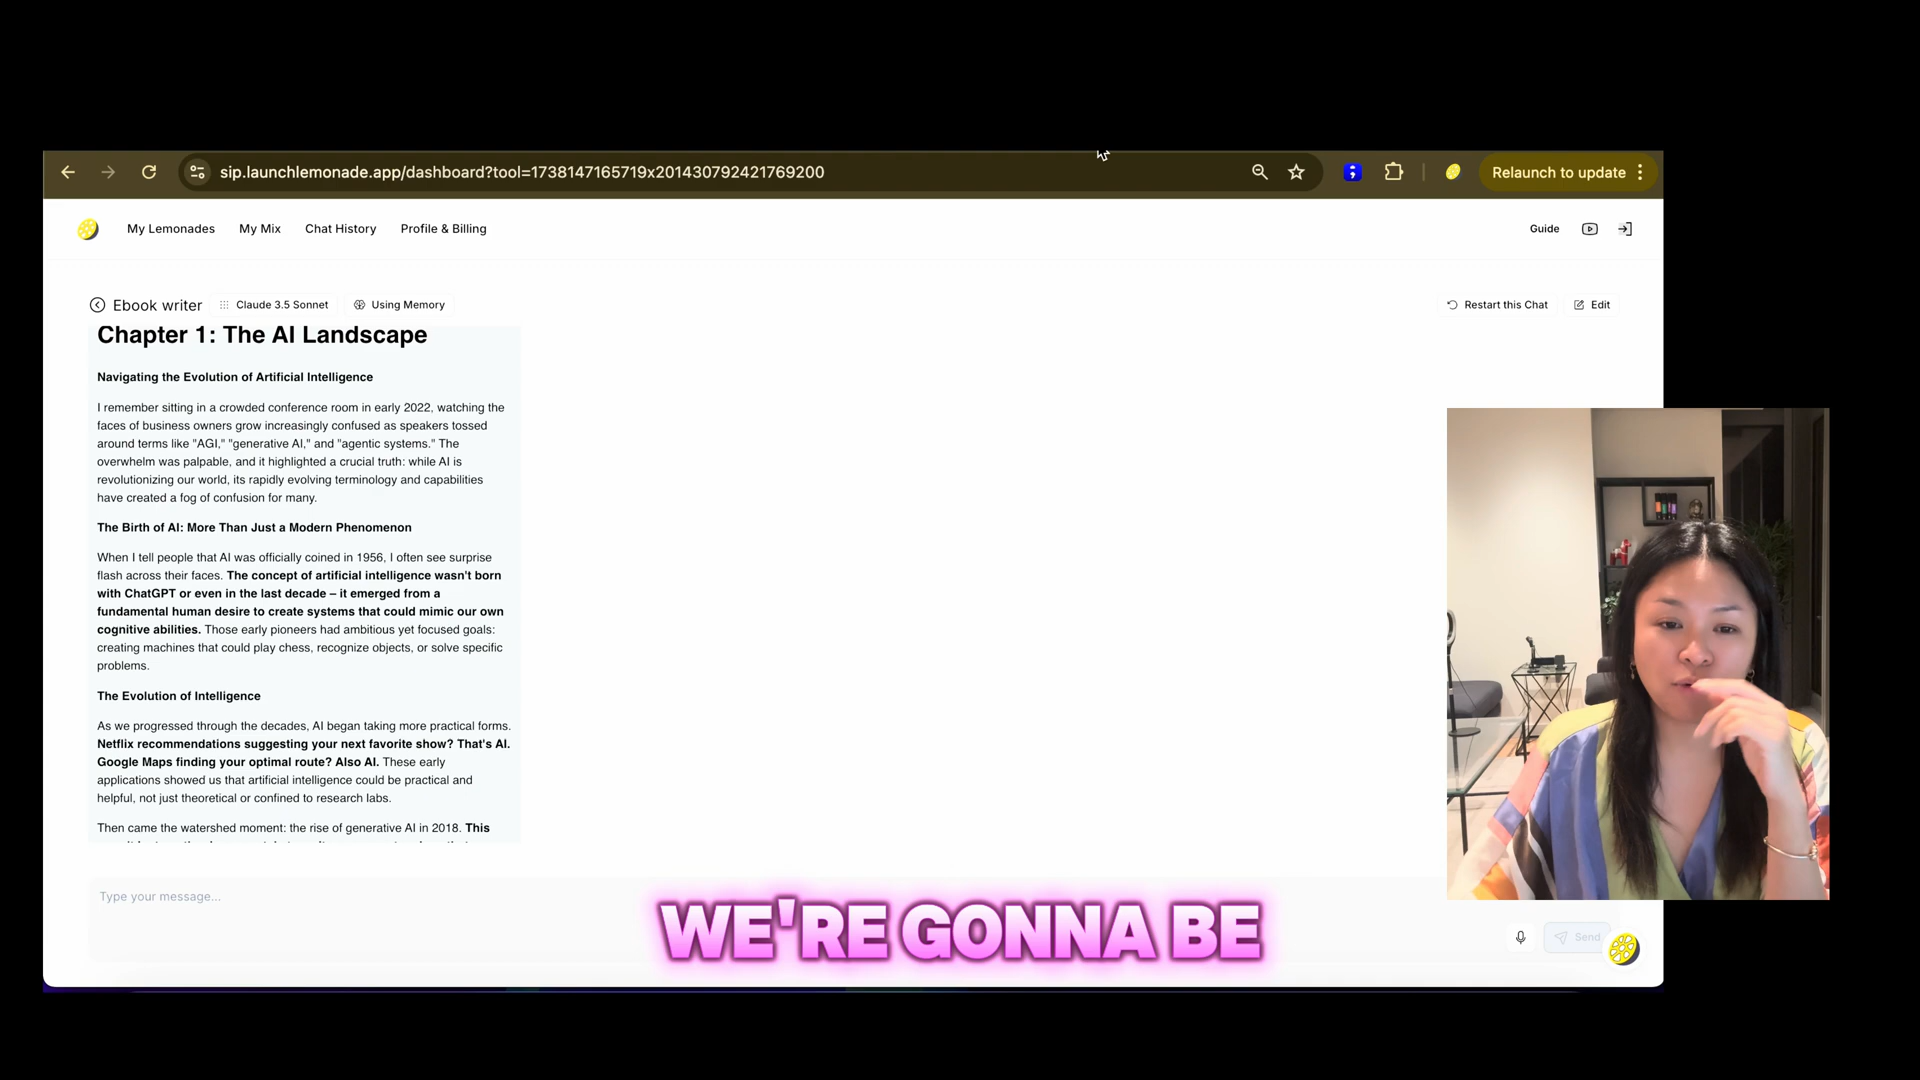 sip.launchlemonade.app/dashboard?tool=1738147165719x201430792421769200
Relaunch to update
My Lemonades
My Mix
Chat History
Profile & Billing
Guide
Ebook writer
Claude 3.5 Sonnet
Using Memory
Restart this Chat
Edit
Chapter 1: The AI Landscape
Navigating the Evolution of Artificial Intelligence
I remember sitting in a crowded conference room in early 2022, watching the
faces of business owners grow increasingly confused as speakers tossed
around terms like "AGI," "generative AI," and "agentic systems." The
overwhelm was palpable, and it highlighted a crucial truth: while AI is
revolutionizing our world, its rapidly evolving terminology and capabilities
have created a fog of confusion for many.
The Birth of AI: More Than Just a Modern Phenomenon
When I tell people that AI was officially coined in 1956, I often see surprise
flash across their faces. The concept of artificial intelligence wasn't born
with ChatGPT or even in the last decade – it emerged from a
fundamental human desire to create systems that could mimic our own
cognitive abilities. Those early pioneers had ambitious yet focused goals:
creating machines that could play chess, recognize objects, or solve specific
problems.
The Evolution of Intelligence
As we progressed through the decades, AI began taking more practical forms.
Netflix recommendations suggesting your next favorite show? That's AI.
Google Maps finding your optimal route? Also AI. These early
applications showed us that artificial intelligence could be practical and
helpful, not just theoretical or confined to research labs.
Then came the watershed moment: the rise of generative AI in 2018. This
Type your message...
Send
WE'RE GONNA BE